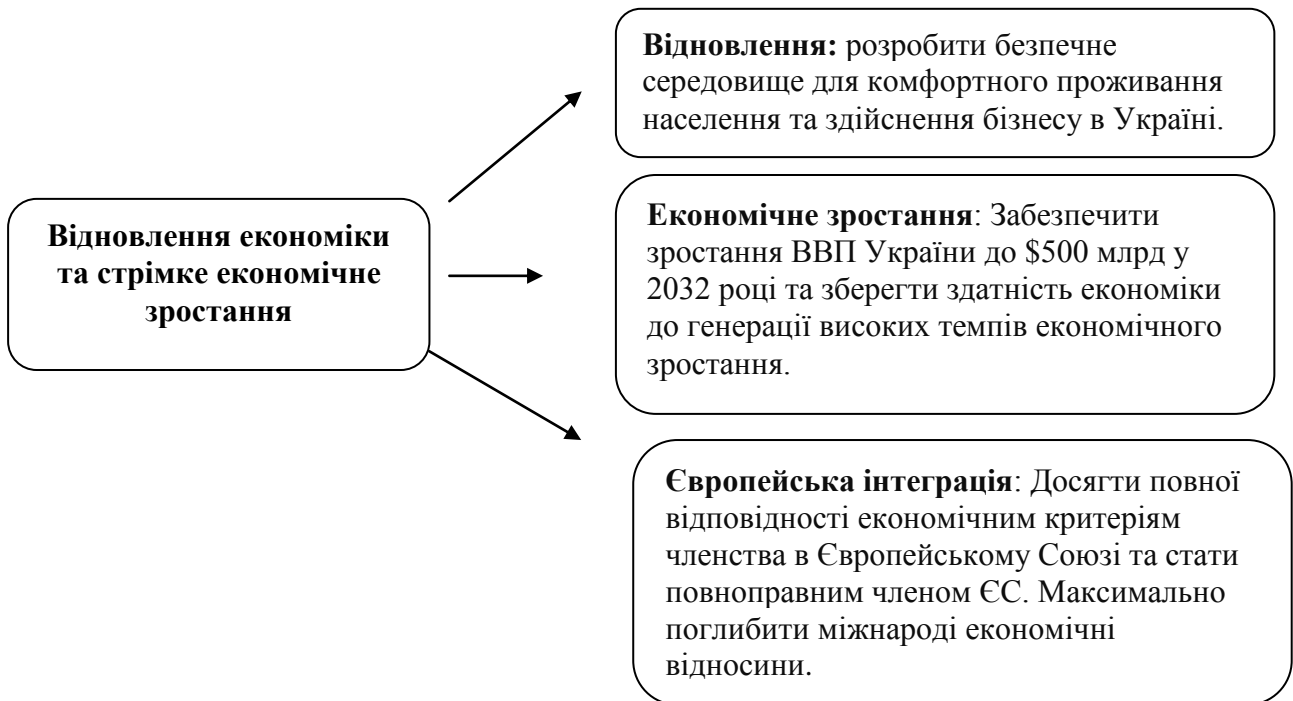 Відновлення: розробити безпечне
середовище для комфортного проживання
населення та здійснення бізнесу в Україні.
Відновлення економіки
та стрімке економічне
зростання
Економічне зростання: Забезпечити
зростання ВВП України до $500 млрд у
2032 році та зберегти здатність економіки
до генерації високих темпів економічного
зростання.
Європейська інтеграція: Досягти повної
відповідності економічним критеріям
членства в Європейському Союзі та стати
повноправним членом ЄС. Максимально
поглибити міжнароді економічні
відносини.